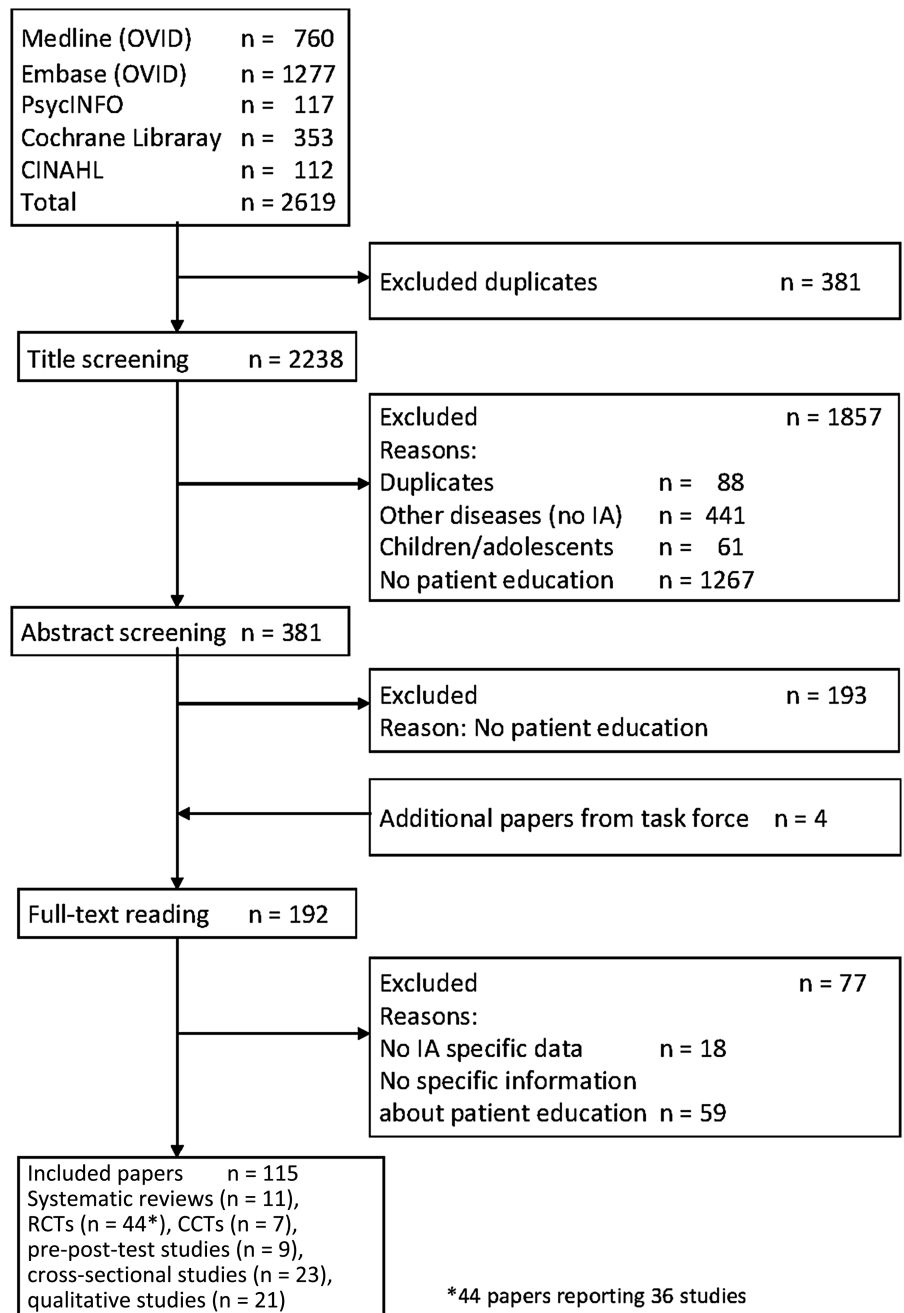 Medline (OVID) n = 760
Embase (OVID) n = 1277
PsycINFO n = 117
Cochrane Libraray n = 353
CINAHL n = 112
Total n = 2619
Excluded duplicates n = 381
Title screening n = 2238
Excluded n = 1857
Reasons:
Duplicates n = 88
Other diseases (no IA) n = 441
Children/adolescents n = 61
No patient education n = 1267
Abstract screening n = 381
Excluded n = 193
Reason: No patient education
Additional papers from task force n = 4
Full-text reading n = 192
Excluded n = 77
Reasons:
No IA specific data n = 18
No specific information
about patient education n = 59
Included papers n = 115
Systematic reviews (n = 11),
RCTs (n = 44*), CCTs (n = 7),
pre-post-test studies (n = 9),
cross-sectional studies (n = 23),
qualitative studies (n = 21)
*44 papers reporting 36 studies